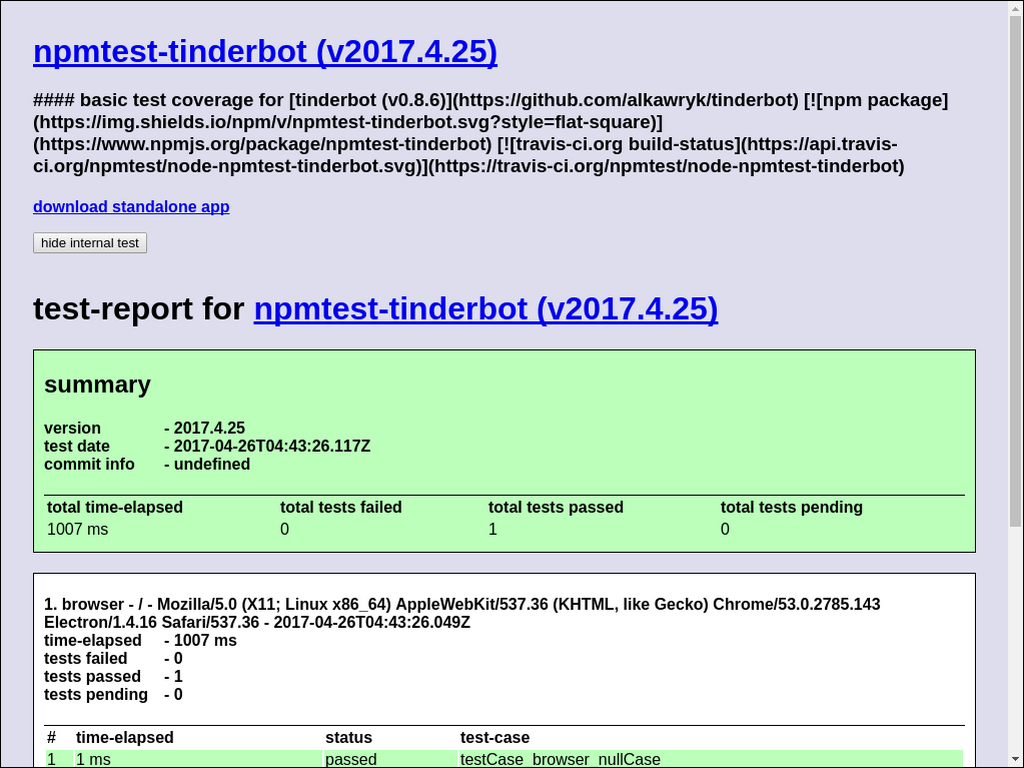 npmtest-tinderbot (v2017.4.25)
#### basic test coverage for [tinderbot (v0.8.6)](https://github.com/alkawryk/tinderbot) [![npm package]
(https://img.shields.io/npm/v/npmtest-tinderbot.svg?style=flat-square)]
(https://www.npmjs.org/package/npmtest-tinderbot) [![travis-ci.org build-status](https://api.travis-
ci.org/npmtest/node-npmtest-tinderbot.svg)](https://travis-ci.org/npmtest/node-npmtest-tinderbot)
download standalone app
hide internal test
test-report for npmtest-tinderbot (v2017.4.25)
summary
version - 2017.4.25
test date - 2017-04-26T04:43:26.117Z
commit info - undefined
total time-elapsed total tests failed total tests passed total tests pending
1007 ms 0 1 0
1. browser - / - Mozilla/5.0 (X11; Linux x86_64) AppleWebKit/537.36 (KHTML, like Gecko) Chrome/53.0.2785.143
Electron/1.4.16 Safari/537.36 - 2017-04-26T04:43:26.049Z
time-elapsed - 1007 ms
tests failed - 0
tests passed - 1
tests pending - 0
# time-elapsed status test-case
1 1 ms passed testCase_browser_nullCase